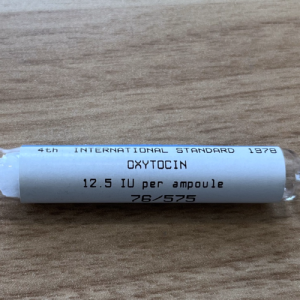 4th INTERNATIONAL STANDARD 1978
OXYTOCIN
12.5 IU per ampoule
76/575